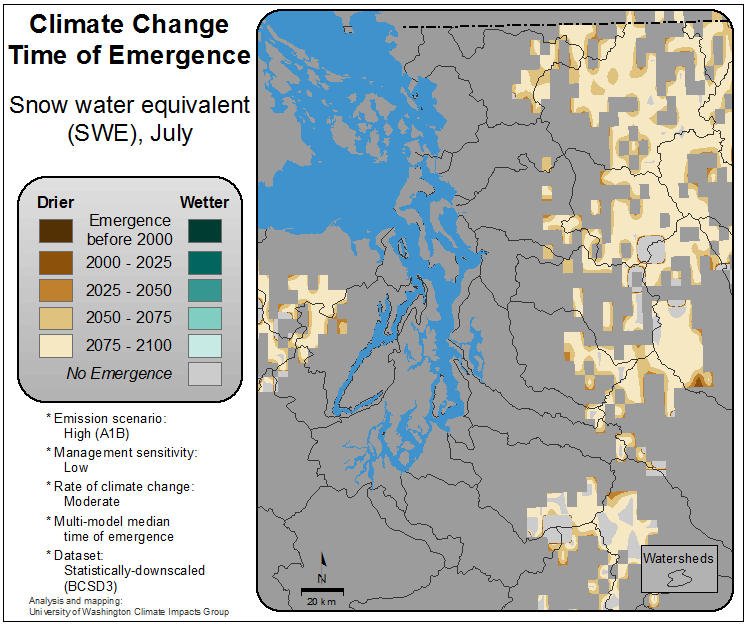 Climate Change
Time of Emergence
Snow water equivalent
(SWE), July
Drier Wetter
Emergence
before 2000
2000 - 2025
2025 - 2050
2050 - 2075
2075 - 2100
No Emergence
* Emission scenario:
High (A1B)
* Management sensitivity:
Low
* Rate of climate change:
Moderate
* Multi-model median
time of emergence
* Dataset:
Statistically-downscaled
(BCSD3)
Analysis and mapping:
University of Washington Climate Impacts Group
N
20 km
Watersheds